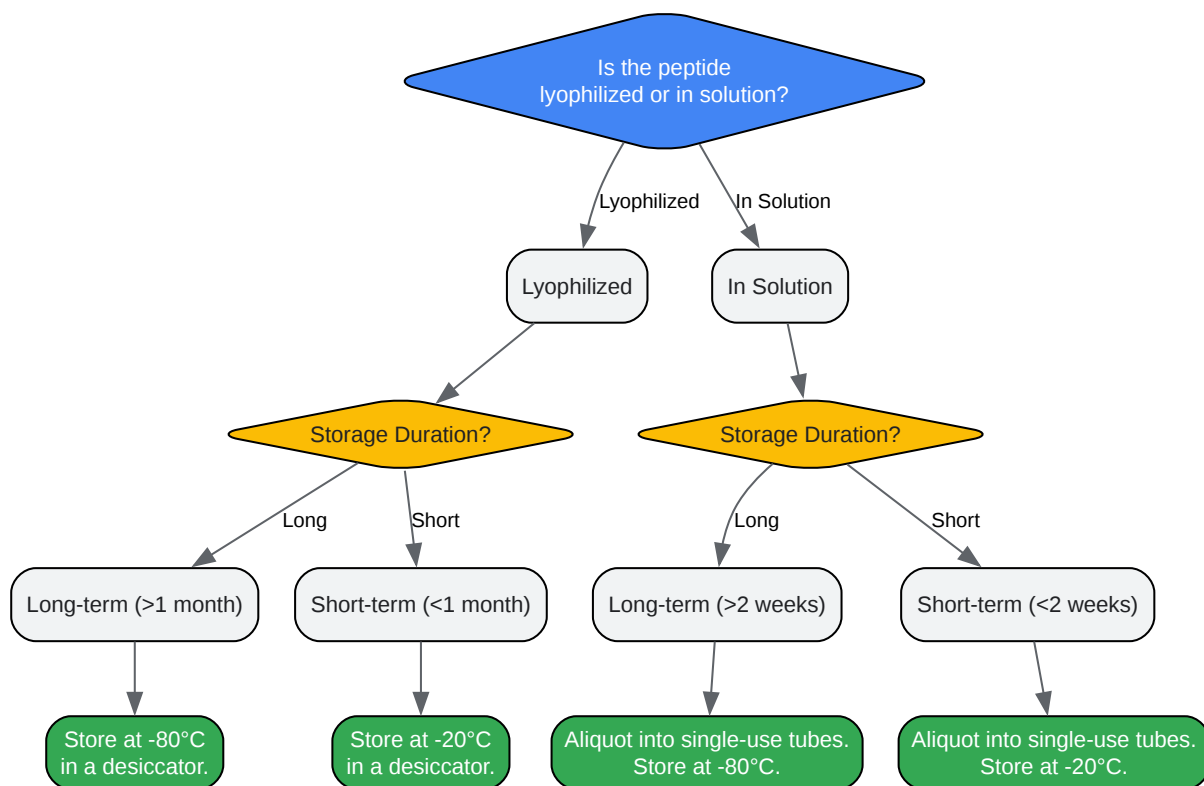 Is the peptide
lyophilized or in solution?
Lyophilized
In Solution
Lyophilized
In Solution
Storage Duration?
Storage Duration?
Long
Short
Long
Short
Long-term (>1 month)
Short-term (<1 month)
Long-term (>2 weeks)
Short-term (<2 weeks)
Store at -80°C
in a desiccator.
Store at -20°C
in a desiccator.
Aliquot into single-use tubes.
Store at -80°C.
Aliquot into single-use tubes.
Store at -20°C.